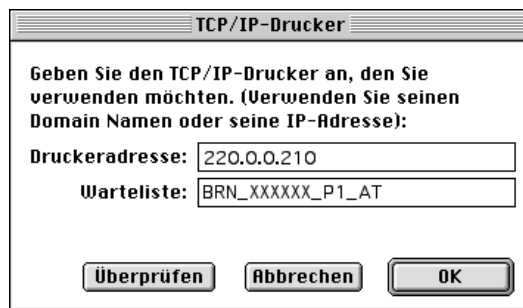 TCP/IP-Drucker
Geben Sie den TCP/IP-Drucker an, den Sie
verwenden möchten. (Verwenden Sie seinen
Domain Namen oder seine IP-Adresse):
Druckeradresse: 220.0.0.210
Warteliste: BRN_XXXXXX_P1_AT
Überprüfen Abbrechen OK